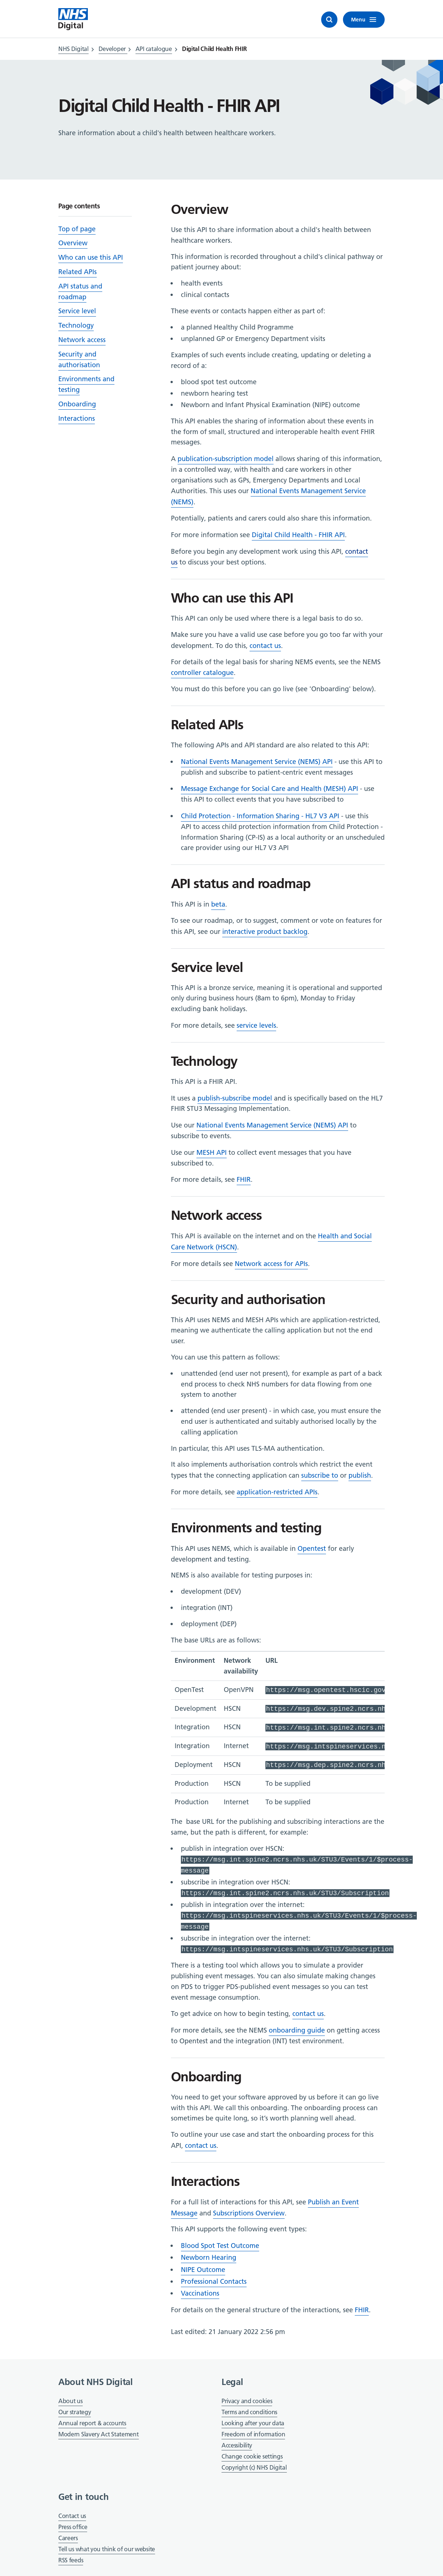 NHS
Digital
Menu
NHS Digital > Developer > API catalogue > Digital Child Health FHIR
Digital Child Health - FHIR API
Share information about a child's health between healthcare workers.
Page contents
Top of page
Overview
Who can use this API
Related APIs
API status and
roadmap
Service level
Technology
Network access
Security and
authorisation
Environments and
testing
Onboarding
Interactions
Overview
Use this API to share information about a child's health between
healthcare workers.
This information is recorded throughout a child's clinical pathway or
patient journey about:
• health events
• clinical contacts
These events or contacts happen either as part of:
• a planned Healthy Child Programme
• unplanned GP or Emergency Department visits
Examples of such events include creating, updating or deleting a
record of a:
• blood spot test outcome
• newborn hearing test
• Newborn and Infant Physical Examination (NIPE) outcome
This API enables the sharing of information about these events in
the form of small, structured and interoperable health event FHIR
messages.
A publication-subscription model allows sharing of this information,
in a controlled way, with health and care workers in other
organisations such as GPs, Emergency Departments and Local
Authorities. This uses our National Events Management Service
(NEMS).
Potentially, patients and carers could also share this information.
For more information see Digital Child Health - FHIR API.
Before you begin any development work using this API, contact
us to discuss your best options.
Who can use this API
This API can only be used where there is a legal basis to do so.
Make sure you have a valid use case before you go too far with your
development. To do this, contact us.
For details of the legal basis for sharing NEMS events, see the NEMS
controller catalogue.
You must do this before you can go live (see 'Onboarding' below).
Related APIs
The following APIs and API standard are also related to this API:
• National Events Management Service (NEMS) API - use this API to
publish and subscribe to patient-centric event messages
• Message Exchange for Social Care and Health (MESH) API - use
this API to collect events that you have subscribed to
• Child Protection - Information Sharing - HL7 V3 API - use this
API to access child protection information from Child Protection -
Information Sharing (CP-IS) as a local authority or an unscheduled
care provider using our HL7 V3 API
API status and roadmap
This API is in beta.
To see our roadmap, or to suggest, comment or vote on features for
this API, see our interactive product backlog.
Service level
This API is a bronze service, meaning it is operational and supported
only during business hours (8am to 6pm), Monday to Friday
excluding bank holidays.
For more details, see service levels.
Technology
This API is a FHIR API.
It uses a publish-subscribe model and is specifically based on the HL7
FHIR STU3 Messaging Implementation.
Use our National Events Management Service (NEMS) API to
subscribe to events.
Use our MESH API to collect event messages that you have
subscribed to.
For more details, see FHIR.
Network access
This API is available on the internet and on the Health and Social
Care Network (HSCN).
For more details see Network access for APIs.
Security and authorisation
This API uses NEMS and MESH APIs which are application-restricted,
meaning we authenticate the calling application but not the end
user.
You can use this pattern as follows:
• unattended (end user not present), for example as part of a back
end process to check NHS numbers for data flowing from one
system to another
• attended (end user present) - in which case, you must ensure the
end user is authenticated and suitably authorised locally by the
calling application
In particular, this API uses TLS-MA authentication.
It also implements authorisation controls which restrict the event
types that the connecting application can subscribe to or publish.
For more details, see application-restricted APIs.
Environments and testing
This API uses NEMS, which is available in Opentest for early
development and testing.
NEMS is also available for testing purposes in:
• development (DEV)
• integration (INT)
• deployment (DEP)
The base URLs are as follows:
Environment Network URL
availability
OpenTest OpenVPN https://msg.opentest.hscic.gov
Development HSCN https://msg.dev.spine2.ncrs.nh
Integration HSCN https://msg.int.spine2.ncrs.nh
Integration Internet https://msg.intspineservices.n
Deployment HSCN https://msg.dep.spine2.ncrs.nh
Production HSCN To be supplied
Production Internet To be supplied
The base URL for the publishing and subscribing interactions are the
same, but the path is different, for example:
• publish in integration over HSCN:
https://msg.int.spine2.ncrs.nhs.uk/STU3/Events/1/$process-
message
• subscribe in integration over HSCN:
https://msg.int.spine2.ncrs.nhs.uk/STU3/Subscription
• publish in integration over the internet:
https://msg.intspineservices.nhs.uk/STU3/Events/1/$process-
message
• subscribe in integration over the internet:
https://msg.intspineservices.nhs.uk/STU3/Subscription
There is a testing tool which allows you to simulate a provider
publishing event messages. You can also simulate making changes
on PDS to trigger PDS-published event messages so you can test
event message consumption.
To get advice on how to begin testing, contact us.
For more details, see the NEMS onboarding guide on getting access
to Opentest and the integration (INT) test environment.
Onboarding
You need to get your software approved by us before it can go live
with this API. We call this onboarding. The onboarding process can
sometimes be quite long, so it's worth planning well ahead.
To outline your use case and start the onboarding process for this
API, contact us.
Interactions
For a full list of interactions for this API, see Publish an Event
Message and Subscriptions Overview.
This API supports the following event types:
• Blood Spot Test Outcome
• Newborn Hearing
• NIPE Outcome
• Professional Contacts
• Vaccinations
For details on the general structure of the interactions, see FHIR.
Last edited: 21 January 2022 2:56 pm
About NHS Digital
About us
Our strategy
Annual report & accounts
Modern Slavery Act Statement
Legal
Privacy and cookies
Terms and conditions
Looking after your data
Freedom of information
Accessibility
Change cookie settings
Copyright (c) NHS Digital
Get in touch
Contact us
Press office
Careers
Tell us what you think of our website
RSS feeds